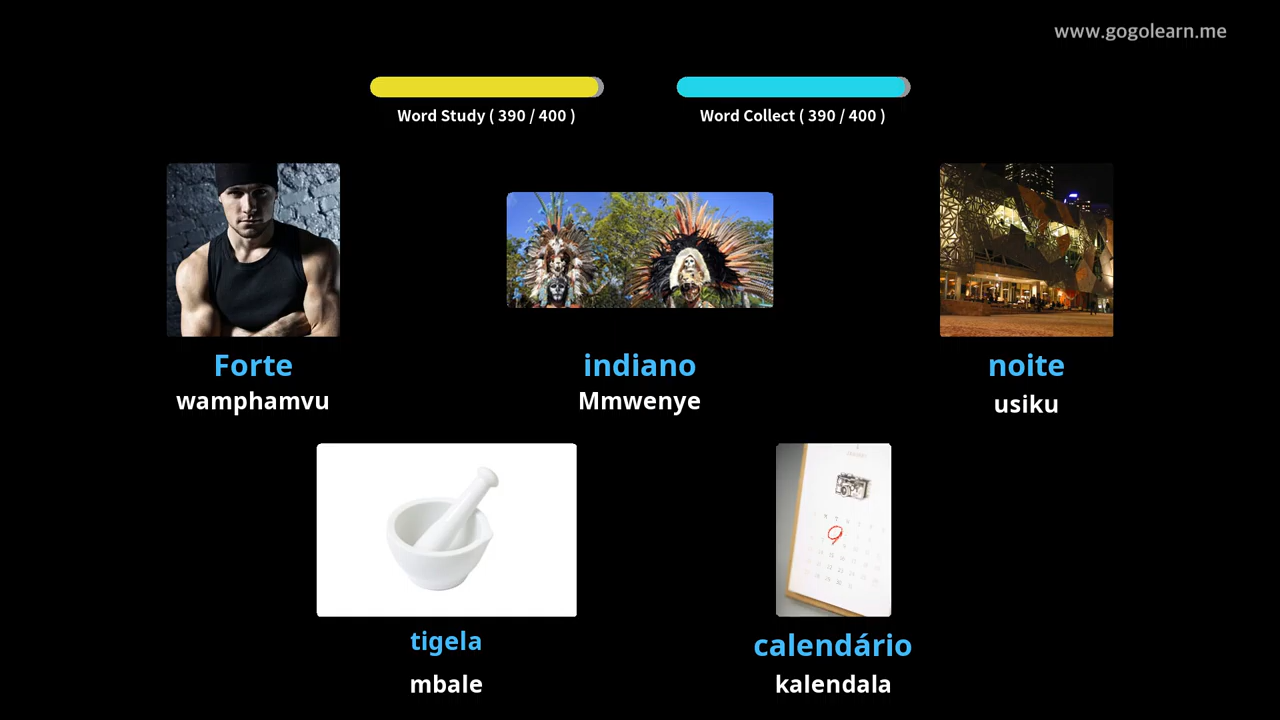 www.gogolearn.me
Word Study ( 390 / 400 )
Word Collect ( 390 / 400 )
Forte
indiano
noite
wamphamvu
Mmwenye
usiku
9
tigela
calendário
mbale
kalendala